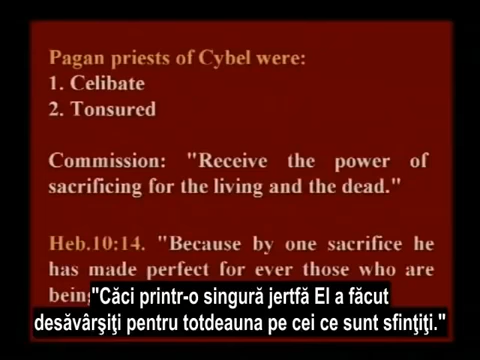 Pagan priests of Cybel were:
1. Celibate
2. Tonsured
Commission: "Receive the power of
sacrificing for the living and the dead."
Heb.10:14. "Because by one sacrifice he
has made perfect for ever those who are
"Căci printr-o singură jertfă El a făcut
desăvârşiţi pentru totdeauna pe cei ce sunt sfinţiţi."